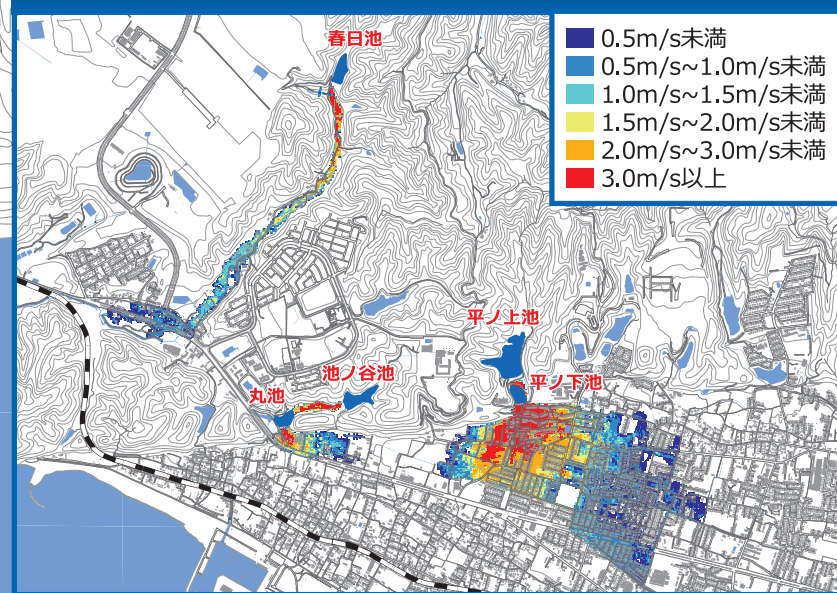 春日池
0.5m/s未満
0.5m/s~1.0m/s未満
1.0m/s~1.5m/s未満
1.5m/s~2.0m/s未満
2.0m/s~3.0m/s未満
3.0m/s以上
平ノ上池
池ノ谷池
平ノ下池
丸池